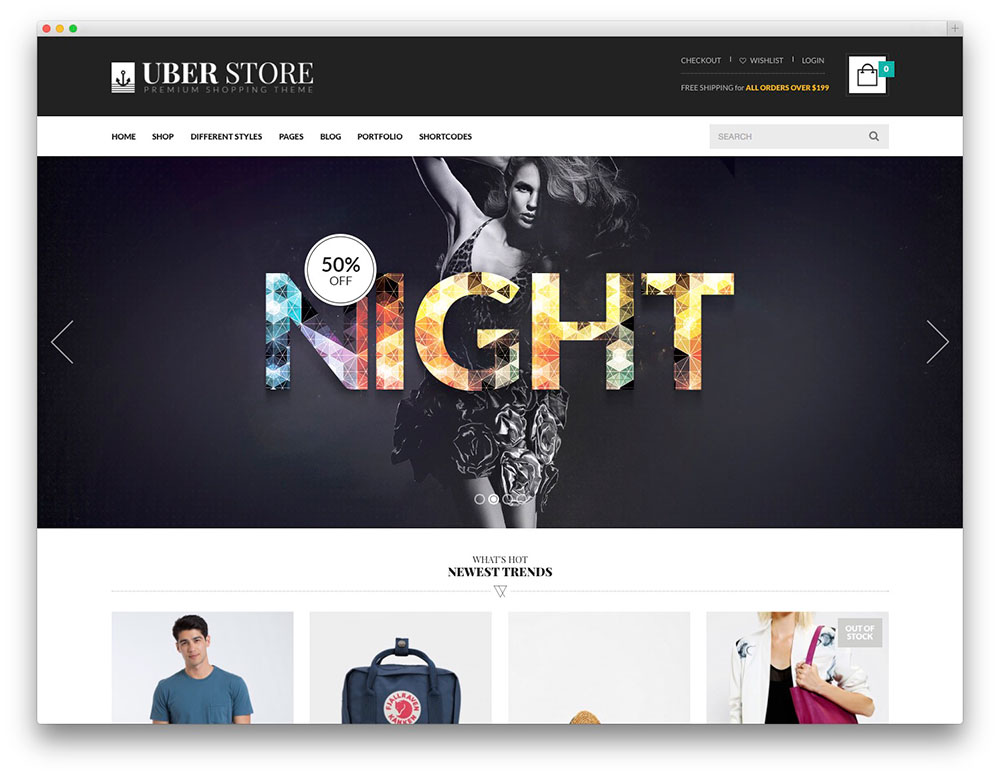 UBER STORE
PREMIUM SHOPPING THEME
CHECKOUT WISHLIST LOGIN
FREE SHIPPING for ALL ORDERS OVER $199
0
HOME SHOP DIFFERENT STYLES PAGES BLOG PORTFOLIO SHORTCODES
SEARCH
50%
OFF
NIGHT
WHAT'S HOT
NEWEST TRENDS
OUT OF
STOCK
FJÄLLRÄVEN
KÅNKEN